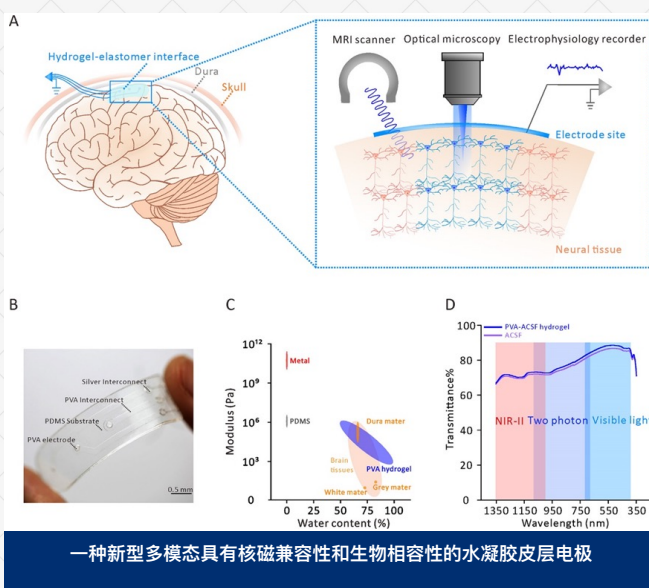 A
Hydrogel-elastomer interface
Dura
Skull
MRI scanner Optical microscopy Electrophysiology recorder
Electrode site
Neural tissue
B
Silver Interconnect
PVA Interconnect
PDMS Substrate
PVA electrode
0.5 mm
C
Modulus (Pa)
10¹²
10⁹
10⁶
10³
0
Metal
PDMS
Dura mater
Brain
tissues
PVA hydrogel
White mater
Grey mater
0 25 50 75 100
Water content (%)
D
Transmittance%
100
80
60
40
20
0
PVA-ACSF hydrogel
ACSF
NIR-II Two photon Visible light
1350 1150 950 750 550 350
Wavelength (nm)
一种新型多模态具有核磁兼容性和生物相容性的水凝胶皮层电极